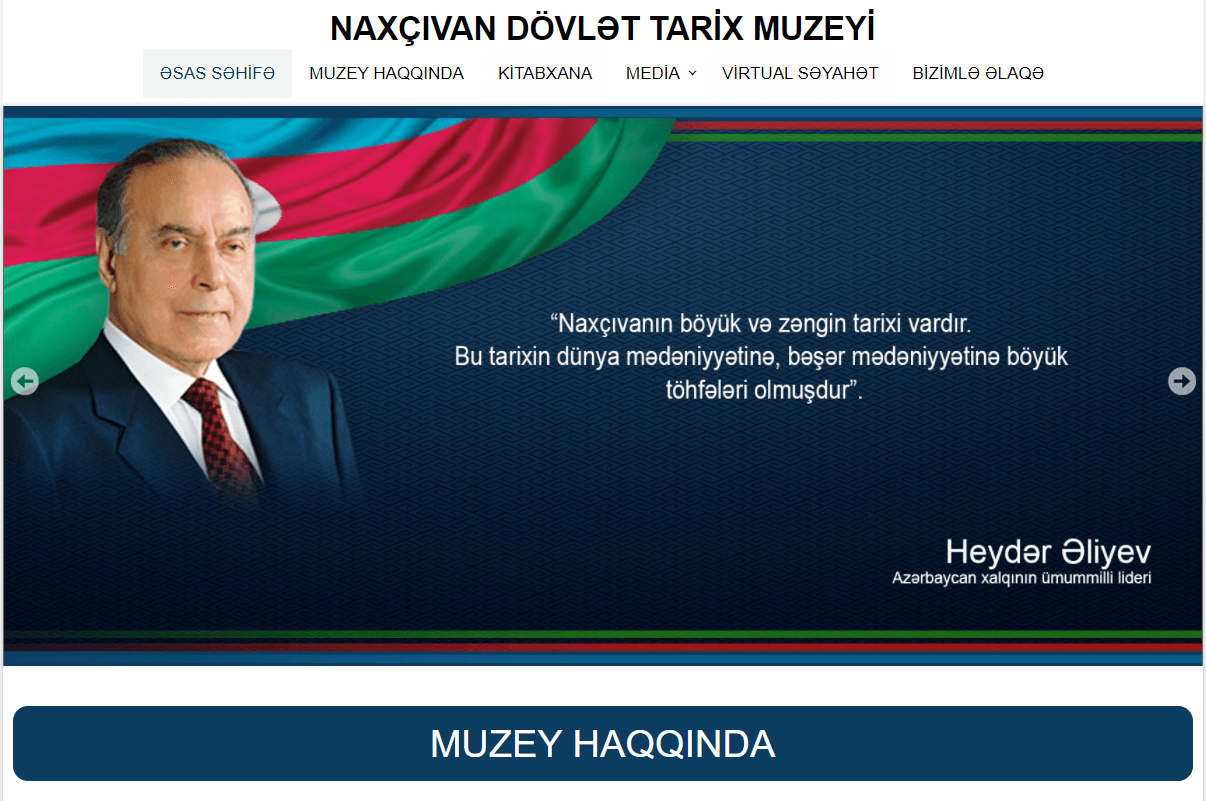 NAXÇIVAN DÖVLƏT TARİX MUZEYİ
ƏSAS SƏHİFƏ MUZEY HAQQINDA KİTABXANA MEDİA VİRTUAL SƏYAHƏT BİZİMLƏ ƏLAQƏ
“Naxçıvanın böyük və zəngin tarixi vardır.
Bu tarixin dünya mədəniyyətinə, bəşər mədəniyyətinə böyük
töhfələri olmuşdur”.
Heydər Əliyev
Azərbaycan xalqının ümummilli lideri
MUZEY HAQQINDA